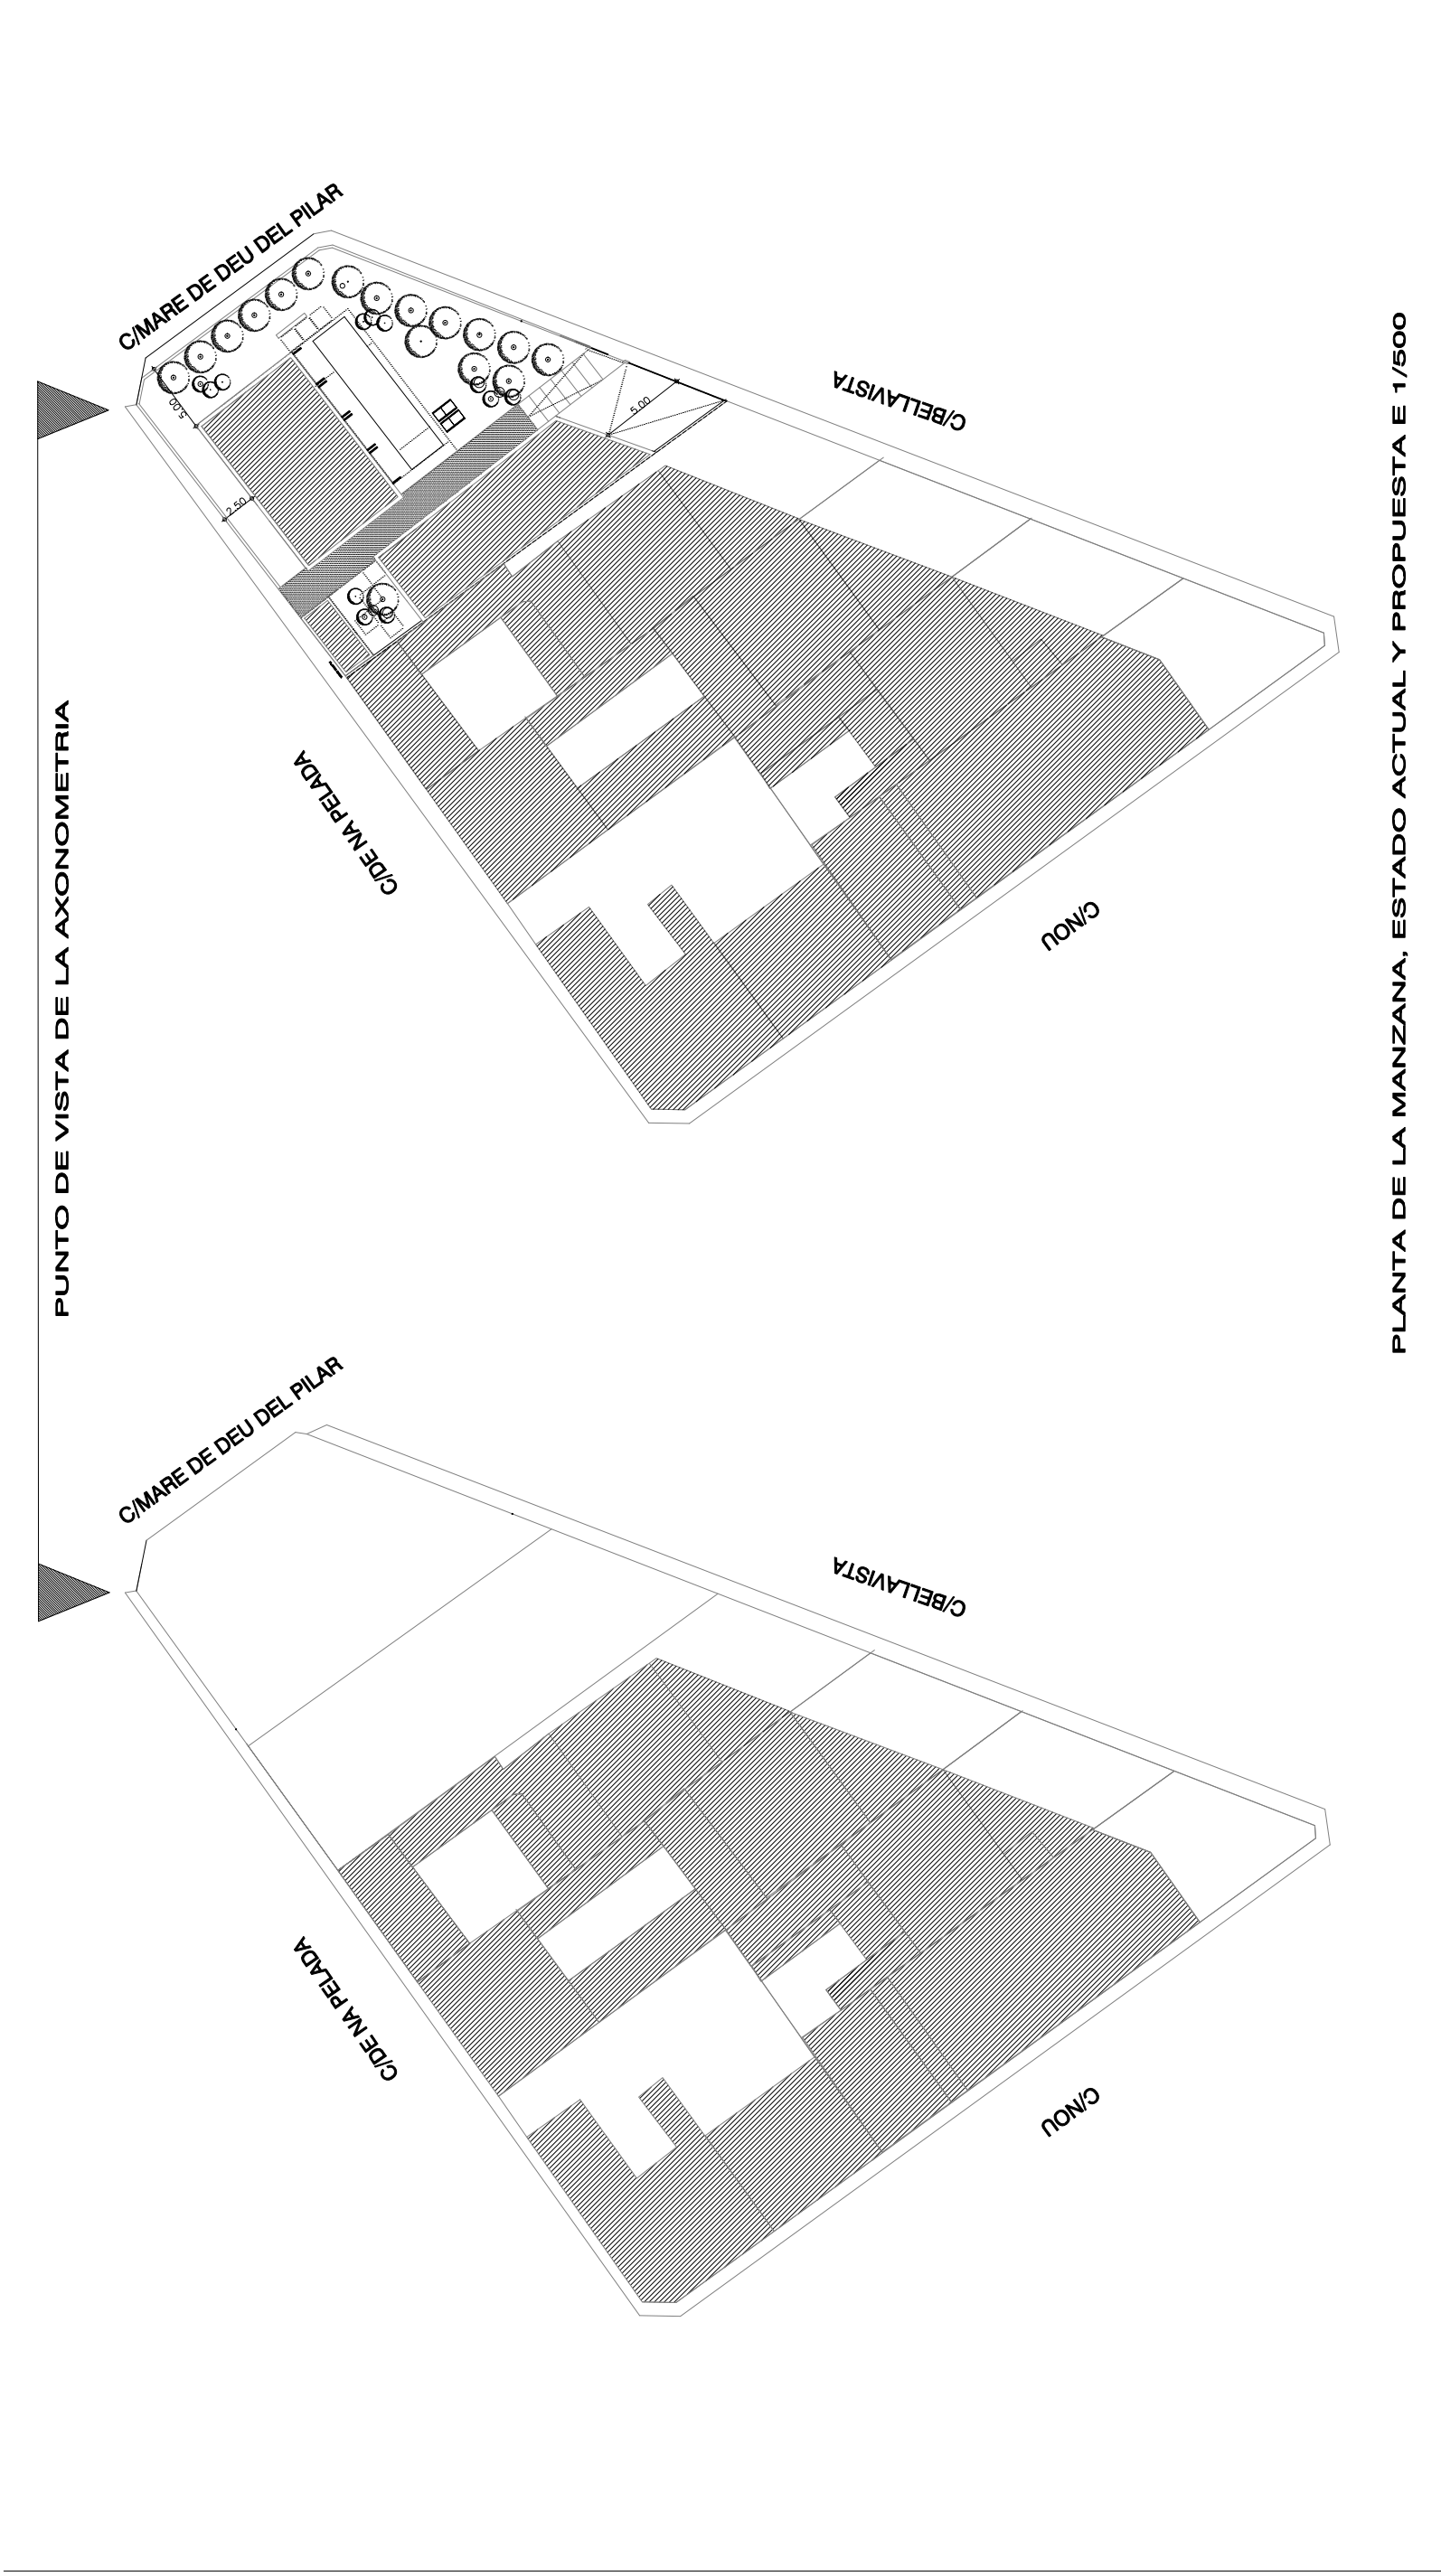 PUNTO DE VISTA DE LA AXONOMETRIA
C/MARE DE DEU DEL PILAR
C/BELLAVISTA
5.00
5.00
2.50
C/DE NA PELADA
C/NOU
C/MARE DE DEU DEL PILAR
C/BELLAVISTA
C/DE NA PELADA
C/NOU
PLANTA DE LA MANZANA, ESTADO ACTUAL Y PROPUESTA E 1/500